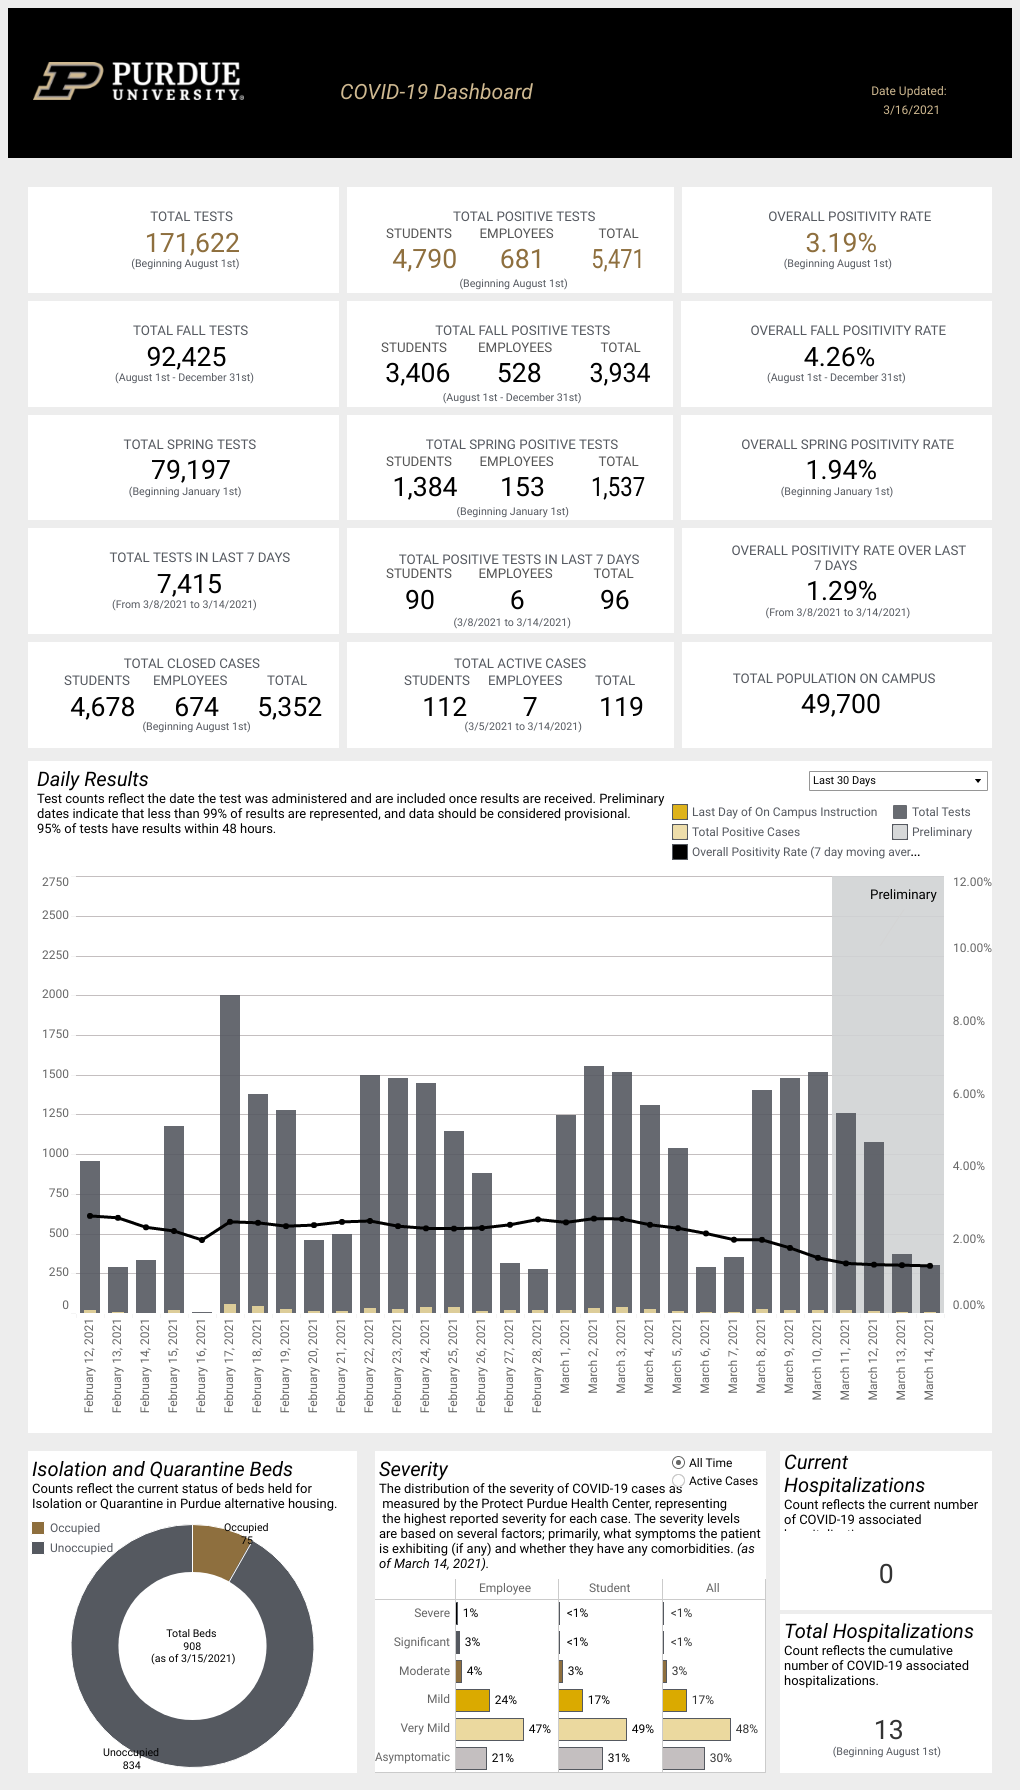 PURDUE
UNIVERSITY®
COVID-19 Dashboard
Date Updated:
3/16/2021
TOTAL TESTS
171,622
(Beginning August 1st)
TOTAL POSITIVE TESTS
STUDENTS EMPLOYEES TOTAL
4,790 681 5,471
(Beginning August 1st)
OVERALL POSITIVITY RATE
3.19%
(Beginning August 1st)
TOTAL FALL TESTS
92,425
(August 1st - December 31st)
TOTAL FALL POSITIVE TESTS
STUDENTS EMPLOYEES TOTAL
3,406 528 3,934
(August 1st - December 31st)
OVERALL FALL POSITIVITY RATE
4.26%
(August 1st - December 31st)
TOTAL SPRING TESTS
79,197
(Beginning January 1st)
TOTAL SPRING POSITIVE TESTS
STUDENTS EMPLOYEES TOTAL
1,384 153 1,537
(Beginning January 1st)
OVERALL SPRING POSITIVITY RATE
1.94%
(Beginning January 1st)
TOTAL TESTS IN LAST 7 DAYS
7,415
(From 3/8/2021 to 3/14/2021)
TOTAL POSITIVE TESTS IN LAST 7 DAYS
STUDENTS EMPLOYEES TOTAL
90 6 96
(3/8/2021 to 3/14/2021)
OVERALL POSITIVITY RATE OVER LAST
7 DAYS
1.29%
(From 3/8/2021 to 3/14/2021)
TOTAL CLOSED CASES
STUDENTS EMPLOYEES TOTAL
4,678 674 5,352
(Beginning August 1st)
TOTAL ACTIVE CASES
STUDENTS EMPLOYEES TOTAL
112 7 119
(3/5/2021 to 3/14/2021)
TOTAL POPULATION ON CAMPUS
49,700
Daily Results
Test counts reflect the date the test was administered and are included once results are received. Preliminary
dates indicate that less than 99% of results are represented, and data should be considered provisional.
95% of tests have results within 48 hours.
Last 30 Days
Last Day of On Campus Instruction
Total Tests
Total Positive Cases
Preliminary
Overall Positivity Rate (7 day moving aver...
Preliminary
2750
2500
2250
2000
1750
1500
1250
1000
750
500
250
0
12.00%
10.00%
8.00%
6.00%
4.00%
2.00%
0.00%
February 12, 2021
February 13, 2021
February 14, 2021
February 15, 2021
February 16, 2021
February 17, 2021
February 18, 2021
February 19, 2021
February 20, 2021
February 21, 2021
February 22, 2021
February 23, 2021
February 24, 2021
February 25, 2021
February 26, 2021
February 27, 2021
February 28, 2021
March 1, 2021
March 2, 2021
March 3, 2021
March 4, 2021
March 5, 2021
March 6, 2021
March 7, 2021
March 8, 2021
March 9, 2021
March 10, 2021
March 11, 2021
March 12, 2021
March 13, 2021
March 14, 2021
Isolation and Quarantine Beds
Counts reflect the current status of beds held for
Isolation or Quarantine in Purdue alternative housing.
Occupied
Unoccupied
Occupied
75
Total Beds
908
(as of 3/15/2021)
Unoccupied
834
Severity
All Time
Active Cases
The distribution of the severity of COVID-19 cases as
measured by the Protect Purdue Health Center, representing
the highest reported severity for each case. The severity levels
are based on several factors; primarily, what symptoms the patient
is exhibiting (if any) and whether they have any comorbidities. (as
of March 14, 2021).
Employee Student All
Severe 1% <1% <1%
Significant 3% <1% <1%
Moderate 4% 3% 3%
Mild 24% 17% 17%
Very Mild 47% 49% 48%
Asymptomatic 21% 31% 30%
Current
Hospitalizations
Count reflects the current number
of COVID-19 associated
0
Total Hospitalizations
Count reflects the cumulative
number of COVID-19 associated
hospitalizations.
13
(Beginning August 1st)